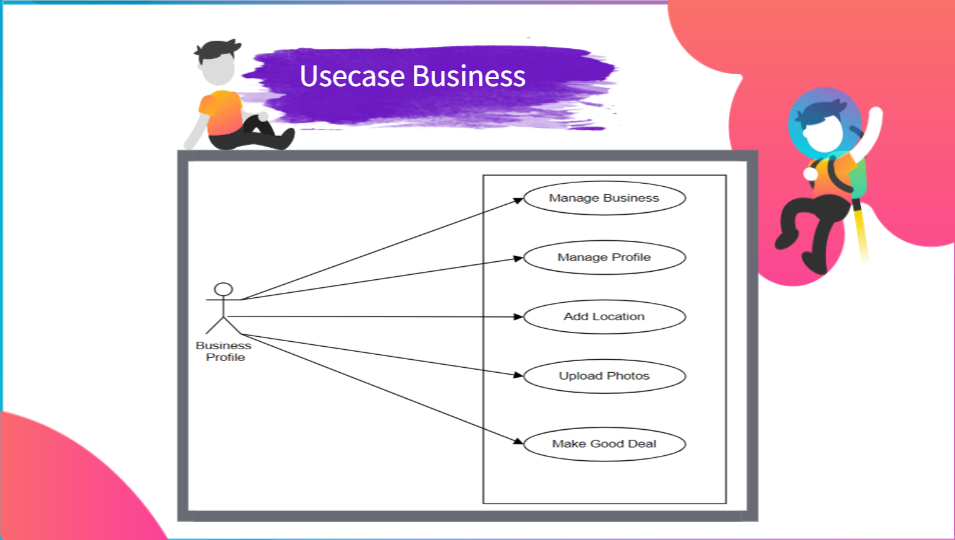 Usecase Business
Manage Business
Manage Profile
Add Location
Business
Profile
Upload Photos
Make Good Deal